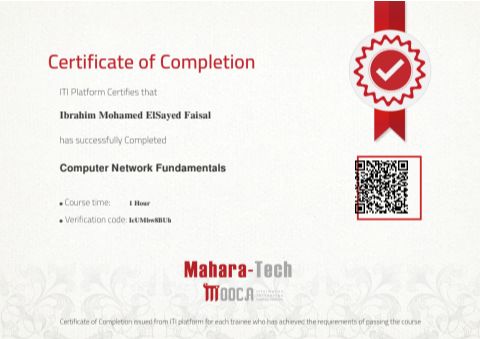 Certificate of Completion
ITI Platform Certifies that
Ibrahim Mohamed ElSayed Faisal
has successfully Completed
Computer Network Fundamentals
• Course time: 1 Hour
• Verification code: IcUMbw8BUh
Mahara-Tech
MOOCA
Certificate of Completion issued from ITI platform for each trainee who has achieved the requirements of passing the course